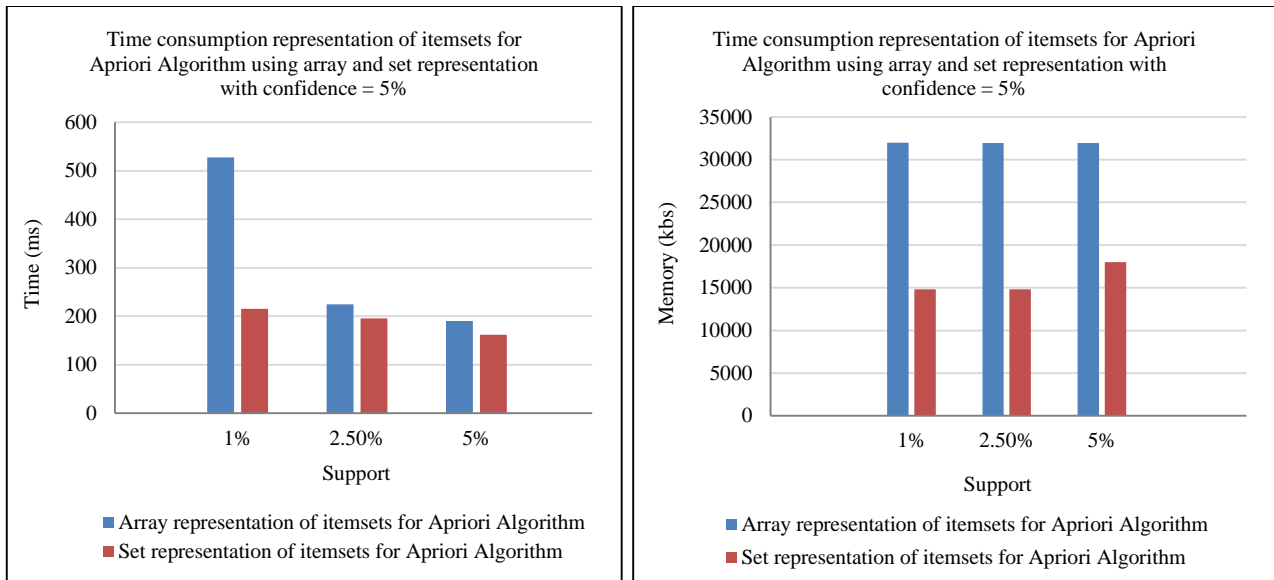 Time consumption representation of itemsets for
Apriori Algorithm using array and set representation
with confidence = 5%
600
500
400
300
200
100
0
Time (ms)
1%
2.50%
5%
Support
Array representation of itemsets for Apriori Algorithm
Set representation of itemsets for Apriori Algorithm
Time consumption representation of itemsets for Apriori
Algorithm using array and set representation with
confidence = 5%
35000
30000
25000
20000
15000
10000
5000
0
Memory (kbs)
1%
2.50%
5%
Support
Array representation of itemsets for Apriori Algorithm
Set representation of itemsets for Apriori Algorithm